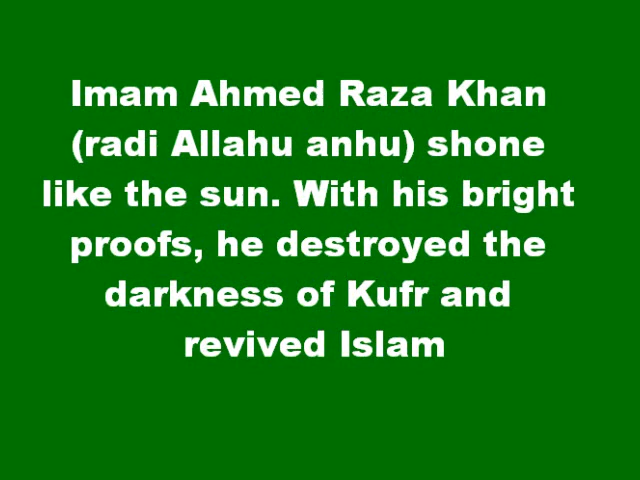 Imam Ahmed Raza Khan
(radi Allahu anhu) shone
like the sun. With his bright
proofs, he destroyed the
darkness of Kufr and
revived Islam